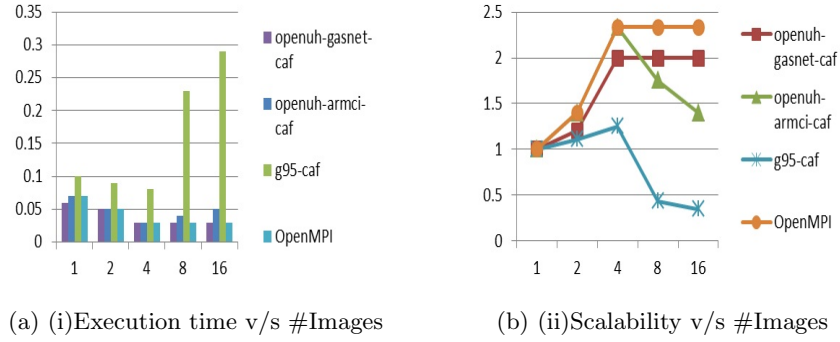 0.35
0.3
0.25
0.2
0.15
0.1
0.05
0
1 2 4 8 16
openuh-gasnet-
caf
openuh-armci-
caf
g95-caf
OpenMPI
(a) (i)Execution time v/s #Images
2.5
2
1.5
1
0.5
0
1 2 4 8 16
openuh-
gasnet-caf
openuh-
armci-caf
g95-caf
OpenMPI
(b) (ii)Scalability v/s #Images